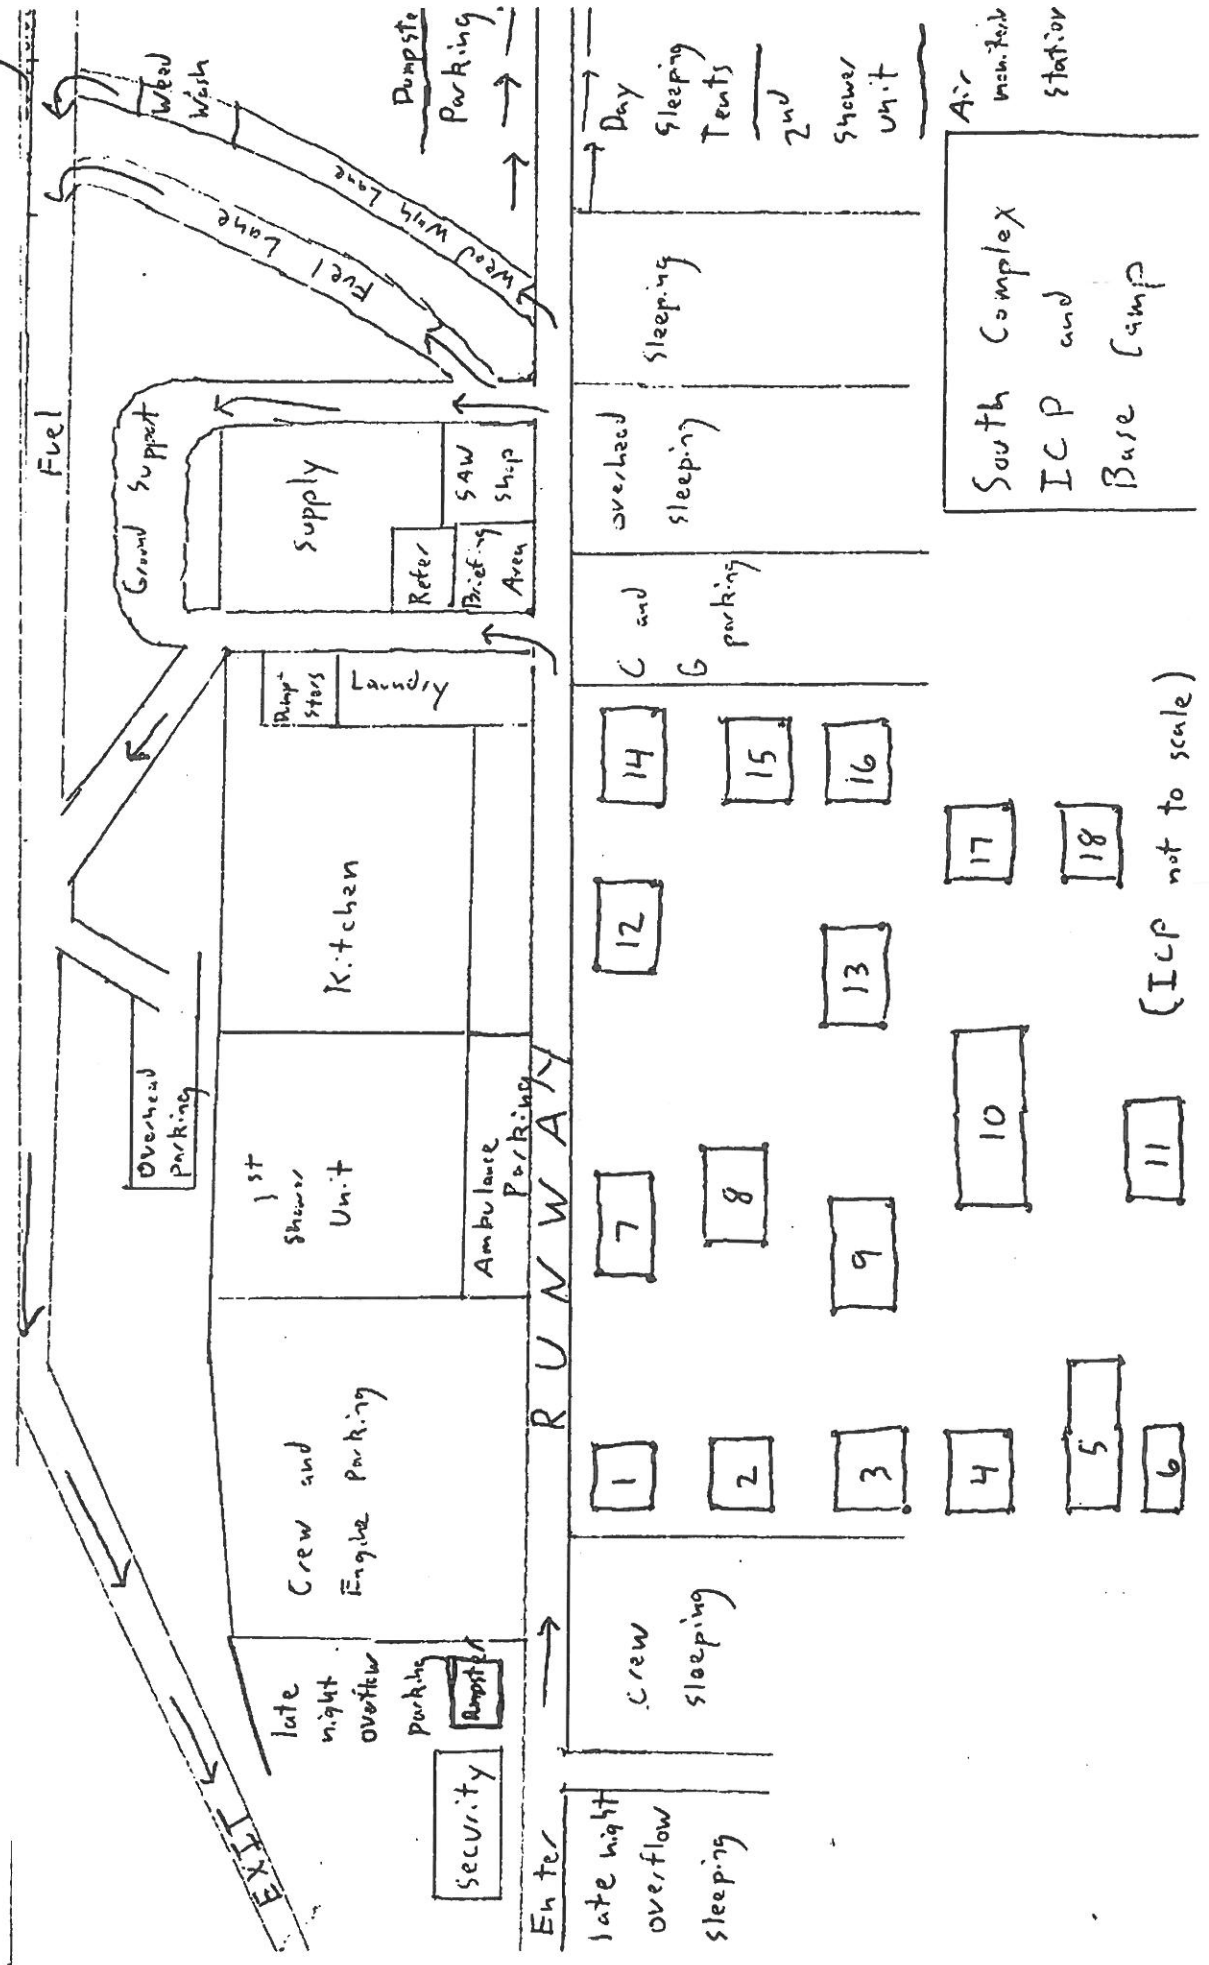 Fuel
EXIT
Overhead
parking
Ground Support
Fuel Lane
Weed
Wash
Weed Wash Lane
late
night
overflow
parking
Dumpster
Security
Crew and
Engine Parking
1st
Shower
Unit
Ambulance
Parking
Kitchen
Dump-
sters
Laundry
Supply
Refer
Briefing
Area
SAW
Shop
Parking
Enter
RUNWAY
late night
overflow
sleeping
Crew
sleeping
1
2
3
4
5
6
7
8
9
10
11
12
13
14
15
16
17
18
C and
G parking
overhead
sleeping
Sleeping
Day
Sleeping
Tents
2nd
Shower
unit
Air
station
South Complex
ICP and
Base Camp
(ICP not to scale)